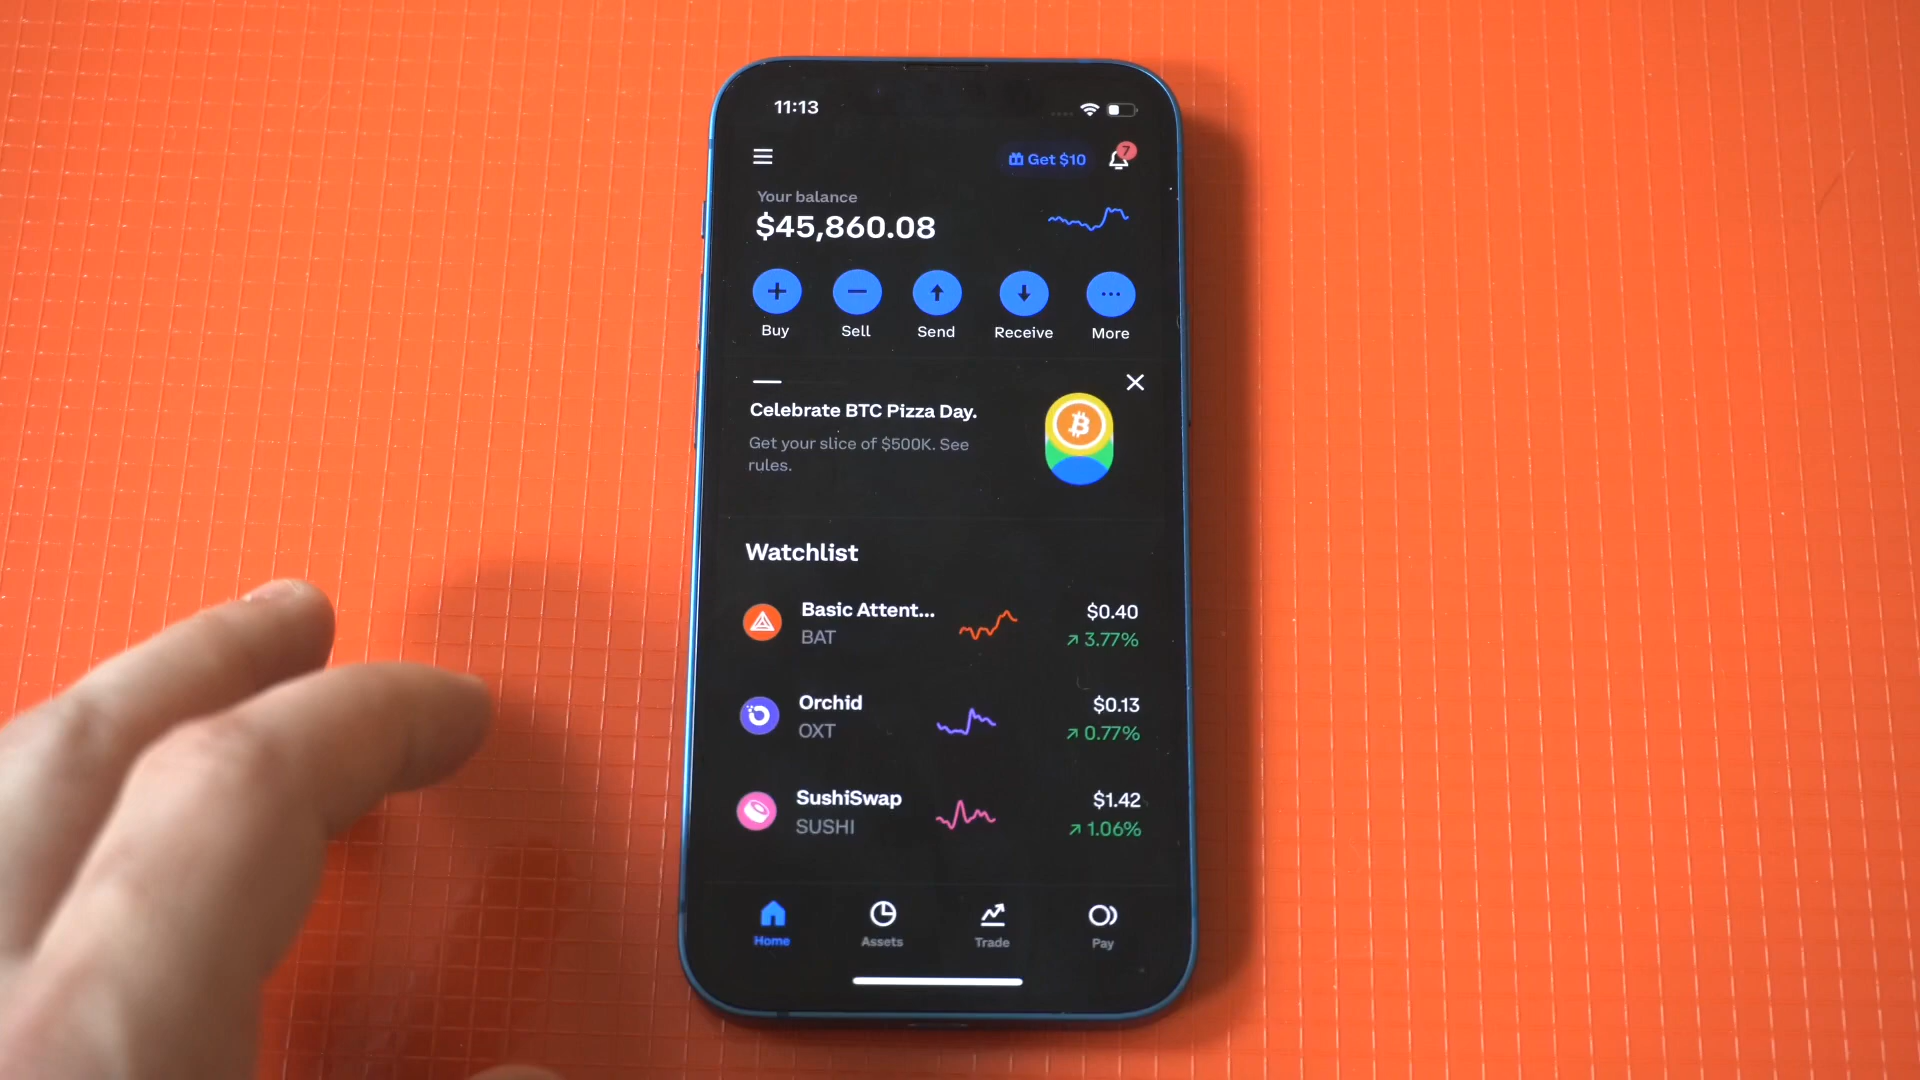 11:13
Get $10
7
Your balance
$45,860.08
Buy
Sell
Send
Receive
More
Celebrate BTC Pizza Day.
Get your slice of $500K. See
rules.
Watchlist
Basic Attent...
$0.40
BAT
↗ 3.77%
Orchid
$0.13
OXT
↗ 0.77%
SushiSwap
$1.42
SUSHI
↗ 1.06%
Home
Assets
Trade
Pay